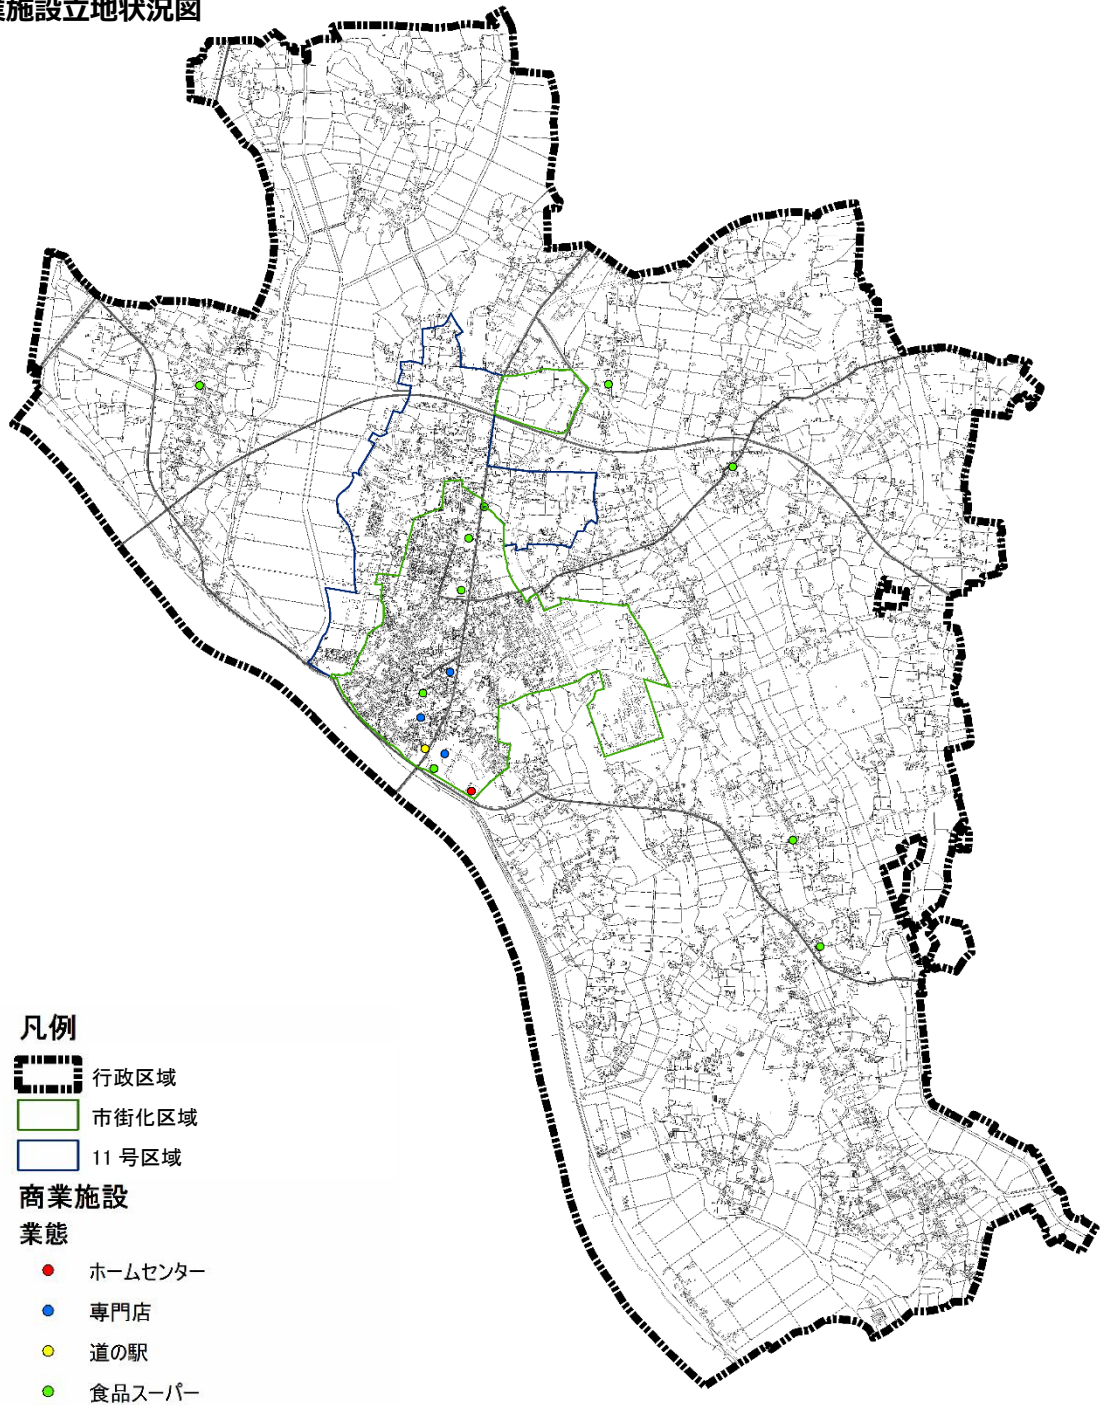 業施設立地状況図
凡例
行政区域
市街化区域
11 号区域
商業施設
業態
ホームセンター
専門店
道の駅
食品スーパー